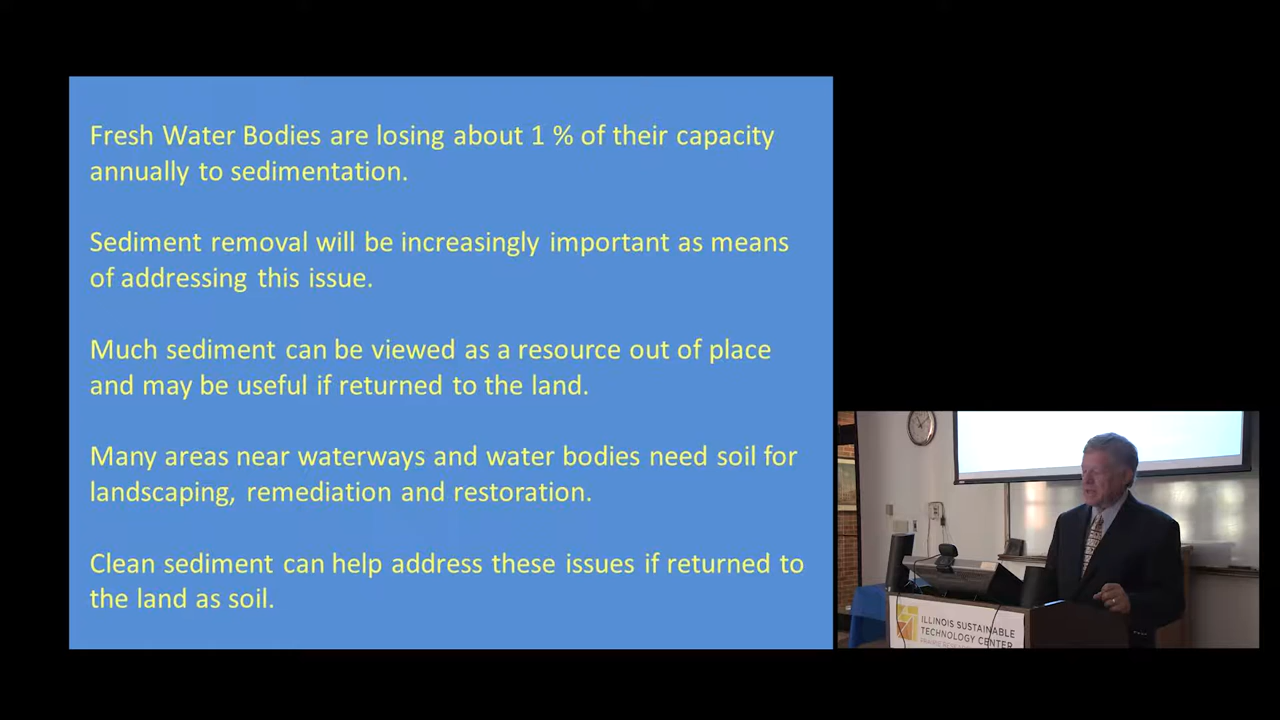 Fresh Water Bodies are losing about 1 % of their capacity
annually to sedimentation.
Sediment removal will be increasingly important as means
of addressing this issue.
Much sediment can be viewed as a resource out of place
and may be useful if returned to the land.
Many areas near waterways and water bodies need soil for
landscaping, remediation and restoration.
Clean sediment can help address these issues if returned to
the land as soil.
ILLINOIS SUSTAINABLE
TECHNOLOGY CENTER